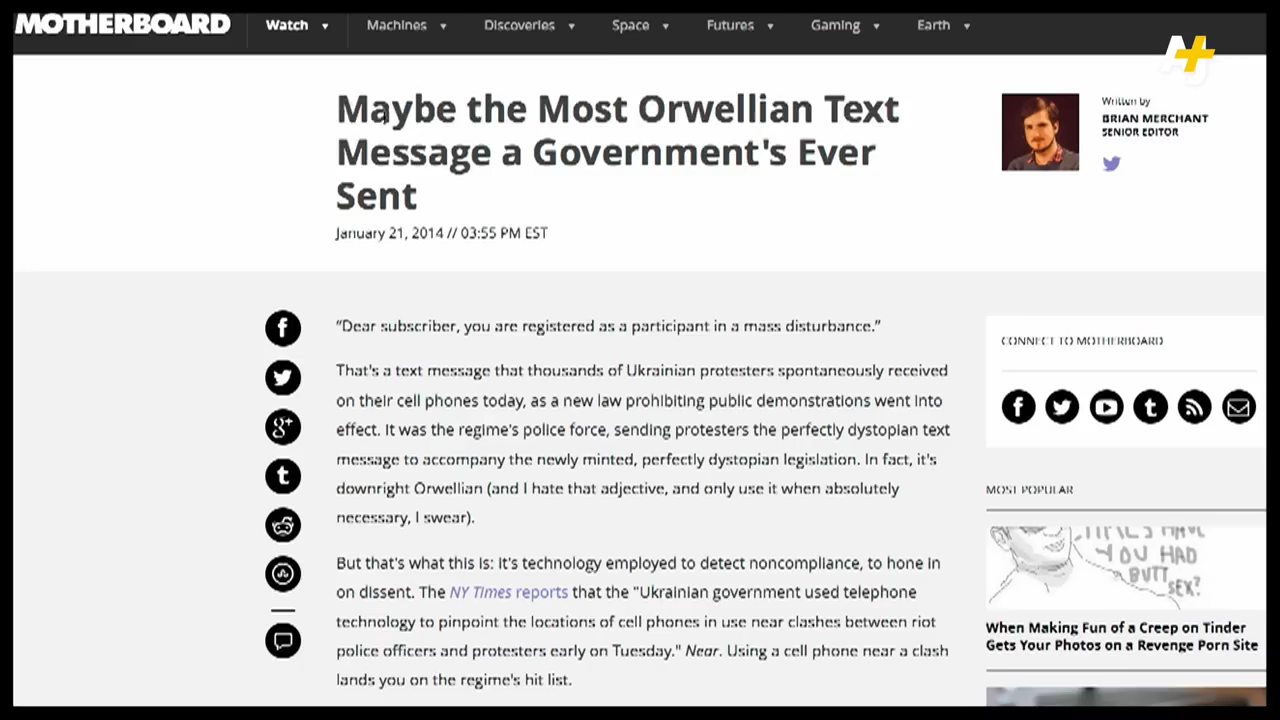 MOTHERBOARD Watch Machines Discoveries Space Futures Gaming Earth
Maybe the Most Orwellian Text
Message a Government's Ever
Sent
January 21, 2014 // 03:55 PM EST
Written by
BRIAN MERCHANT
SENIOR EDITOR
“Dear subscriber, you are registered as a participant in a mass disturbance.”
That's a text message that thousands of Ukrainian protesters spontaneously received
on their cell phones today, as a new law prohibiting public demonstrations went into
effect. It was the regime's police force, sending protesters the perfectly dystopian text
message to accompany the newly minted, perfectly dystopian legislation. In fact, it's
downright Orwellian (and I hate that adjective, and only use it when absolutely
necessary, I swear).
But that's what this is: it's technology employed to detect noncompliance, to hone in
on dissent. The NY Times reports that the "Ukrainian government used telephone
technology to pinpoint the locations of cell phones in use near clashes between riot
police officers and protesters early on Tuesday." Near. Using a cell phone near a clash
lands you on the regime's hit list.
CONNECT TO MOTHERBOARD
MOST POPULAR
YOU HAD
BUTT
SEX?
When Making Fun of a Creep on Tinder
Gets Your Photos on a Revenge Porn Site